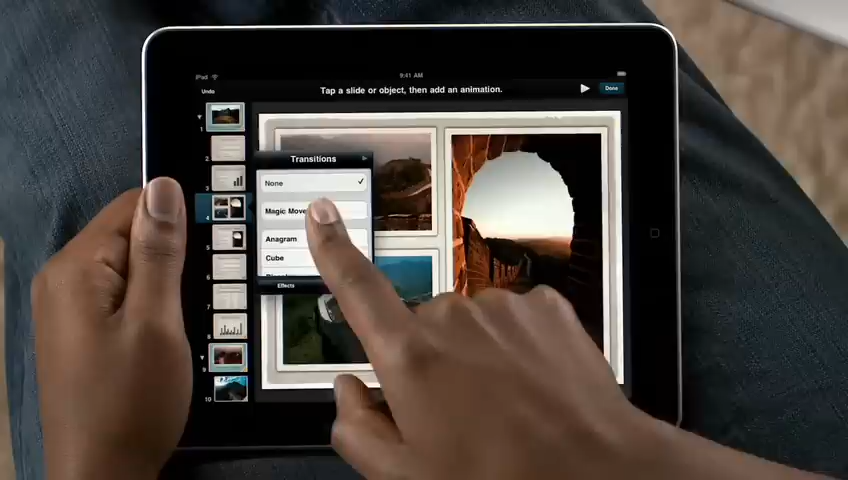 iPad
9:41 AM
Undo
Tap a slide or object, then add an animation.
Done
1
2
3
4
5
6
7
8
9
10
Transitions
None
Magic Move
Anagram
Cube
Effects